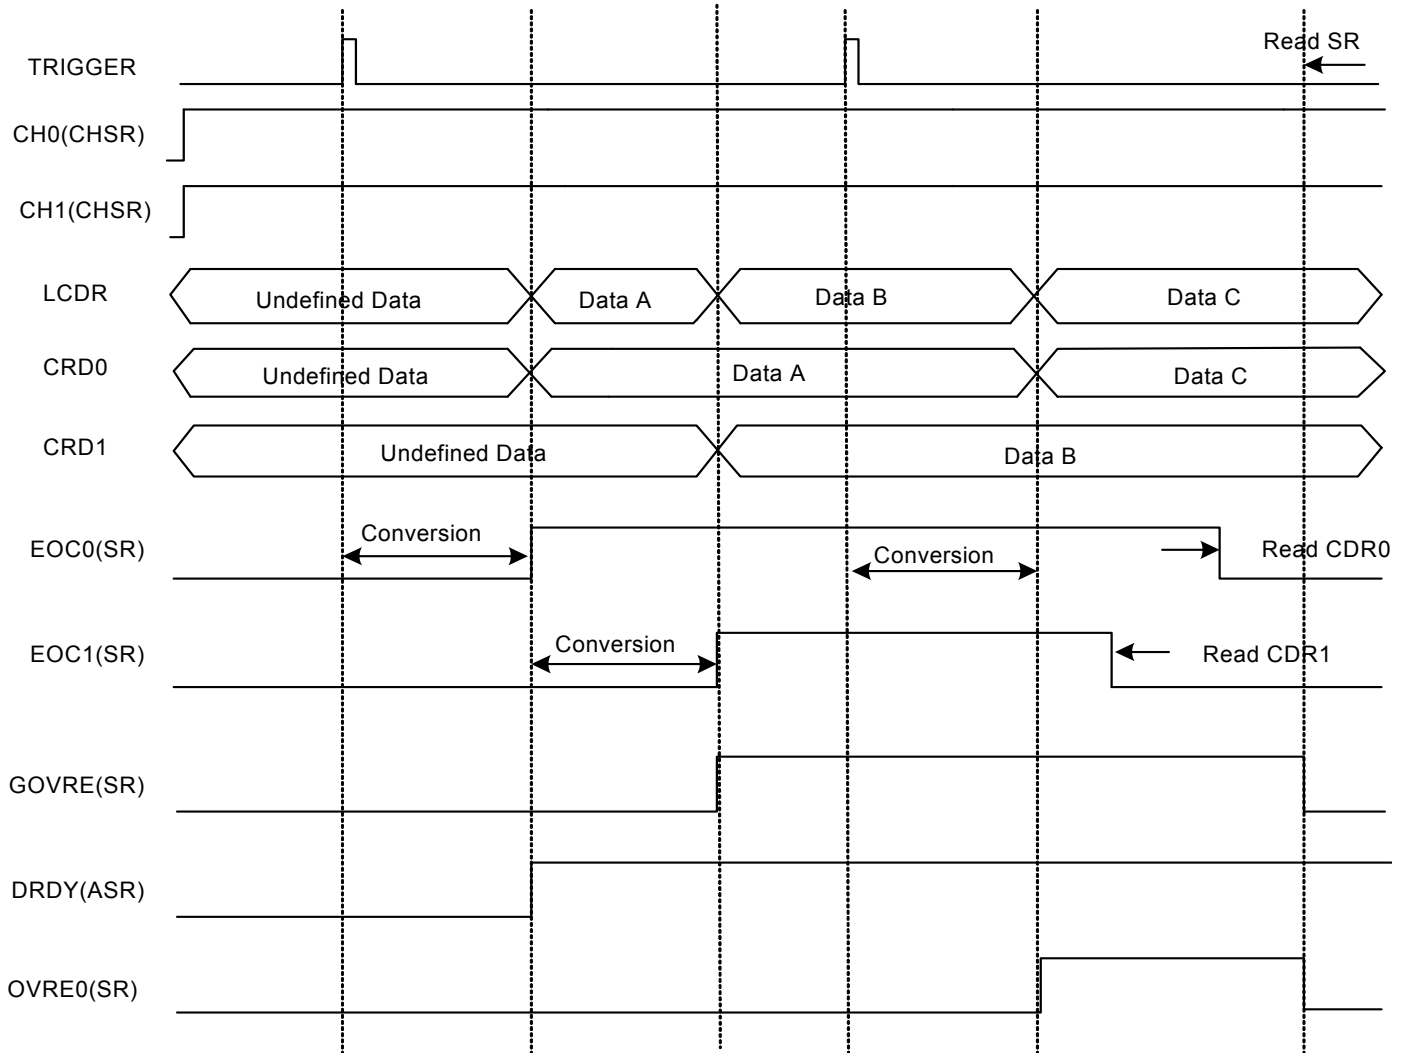 Read SR
TRIGGER
CH0(CHSR)
CH1(CHSR)
LCDR
Undefined Data
Data A
Data B
Data C
CRD0
Undefined Data
Data A
Data C
CRD1
Undefined Data
Data B
EOC0(SR)
Conversion
Conversion
Read CDR0
EOC1(SR)
Conversion
Read CDR1
GOVRE(SR)
DRDY(ASR)
OVRE0(SR)